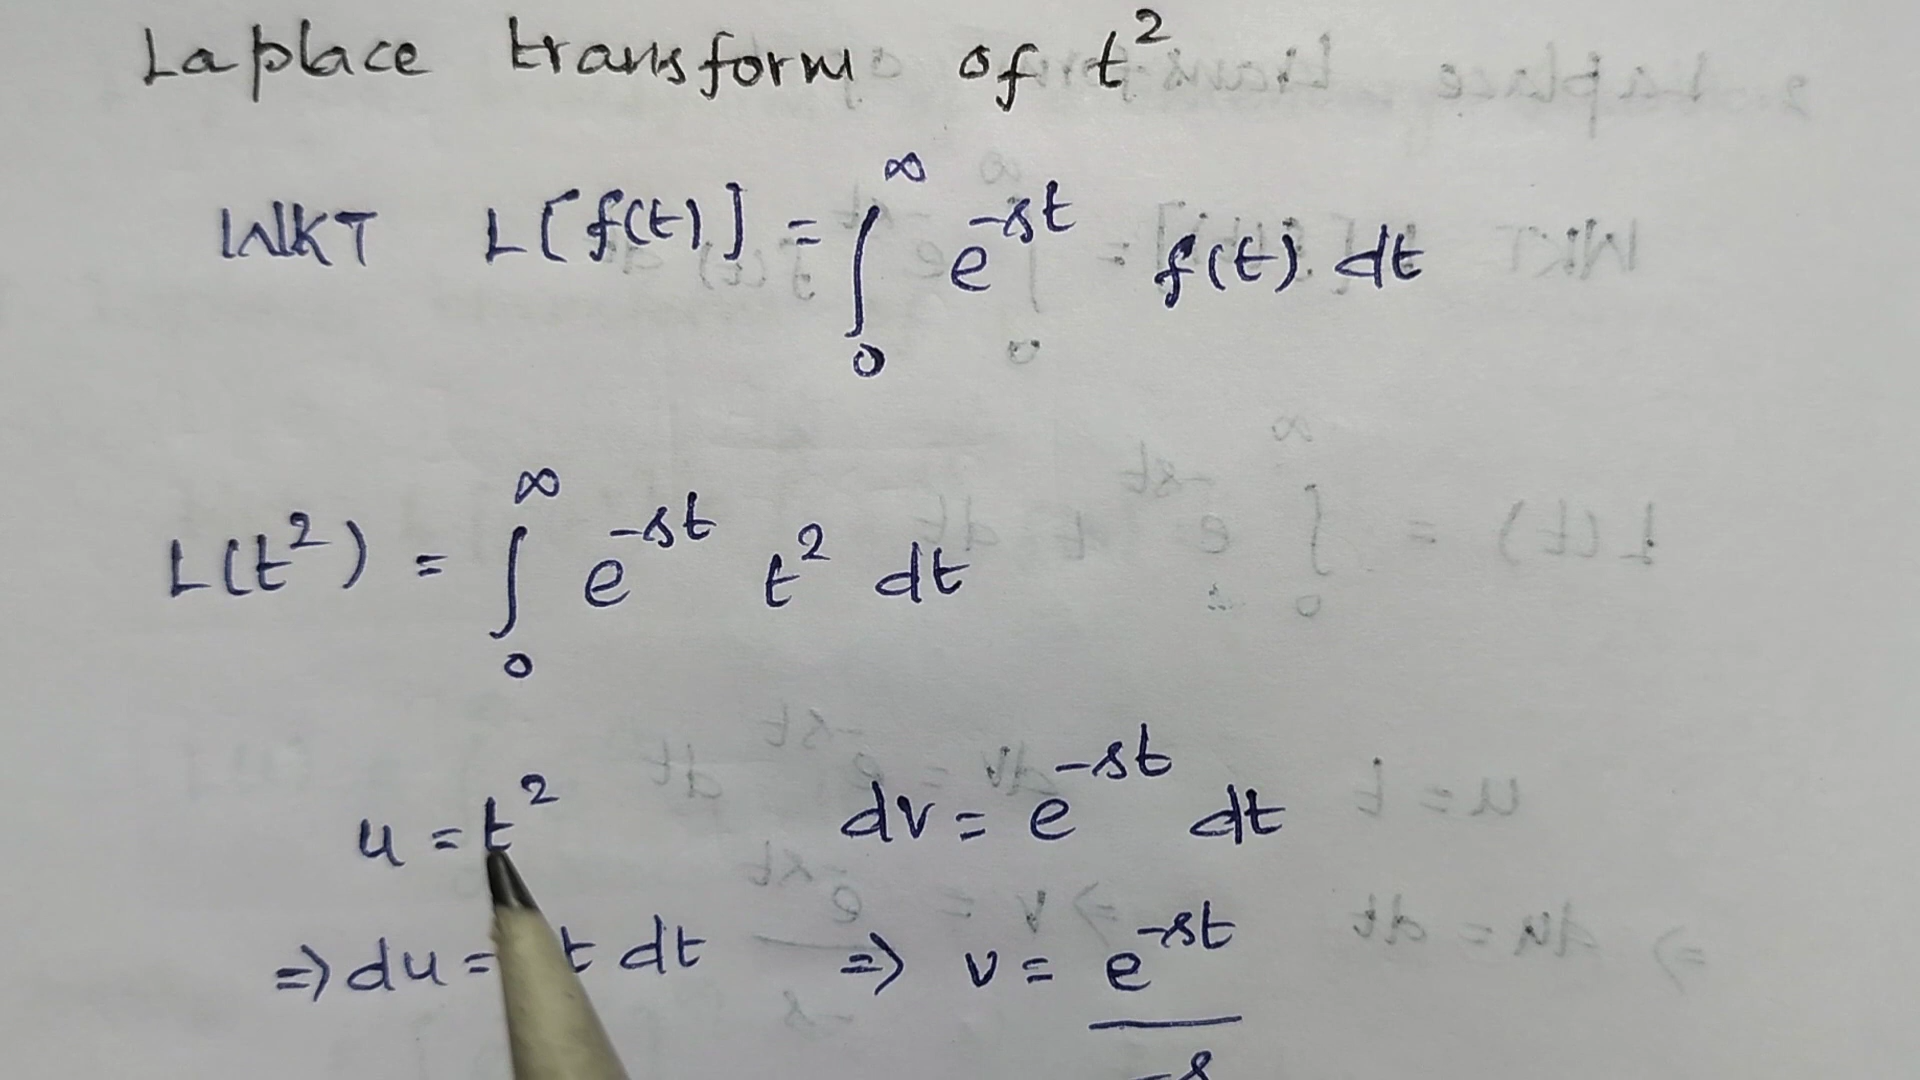 Laplace transform of t²
WKT L[f(t)] = ∫₀^∞ e^-st f(t) dt
L(t²) = ∫₀^∞ e^-st t² dt
u = t² dv = e^-st dt
⇒ du = t dt ⇒ v = e^-st / -s